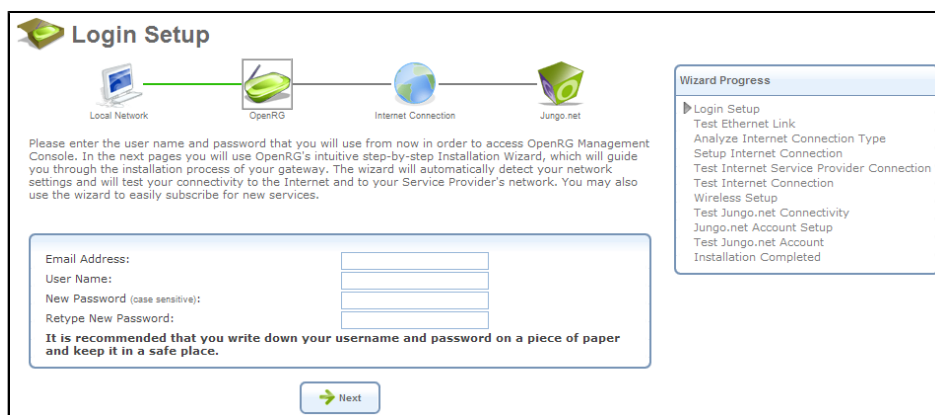 Login Setup
Local Network
OpenRG
Internet Connection
Jungo.net
Please enter the user name and password that you will use from now in order to access OpenRG Management
Console. In the next pages you will use OpenRG's intuitive step-by-step Installation Wizard, which will guide
you through the installation process of your gateway. The wizard will automatically detect your network
settings and will test your connectivity to the Internet and to your Service Provider's network. You may also
use the wizard to easily subscribe for new services.
Email Address:
User Name:
New Password (case sensitive):
Retype New Password:
It is recommended that you write down your username and password on a piece of paper
and keep it in a safe place.
Next
Wizard Progress
Login Setup
Test Ethernet Link
Analyze Internet Connection Type
Setup Internet Connection
Test Internet Service Provider Connection
Test Internet Connection
Wireless Setup
Test Jungo.net Connectivity
Jungo.net Account Setup
Test Jungo.net Account
Installation Completed